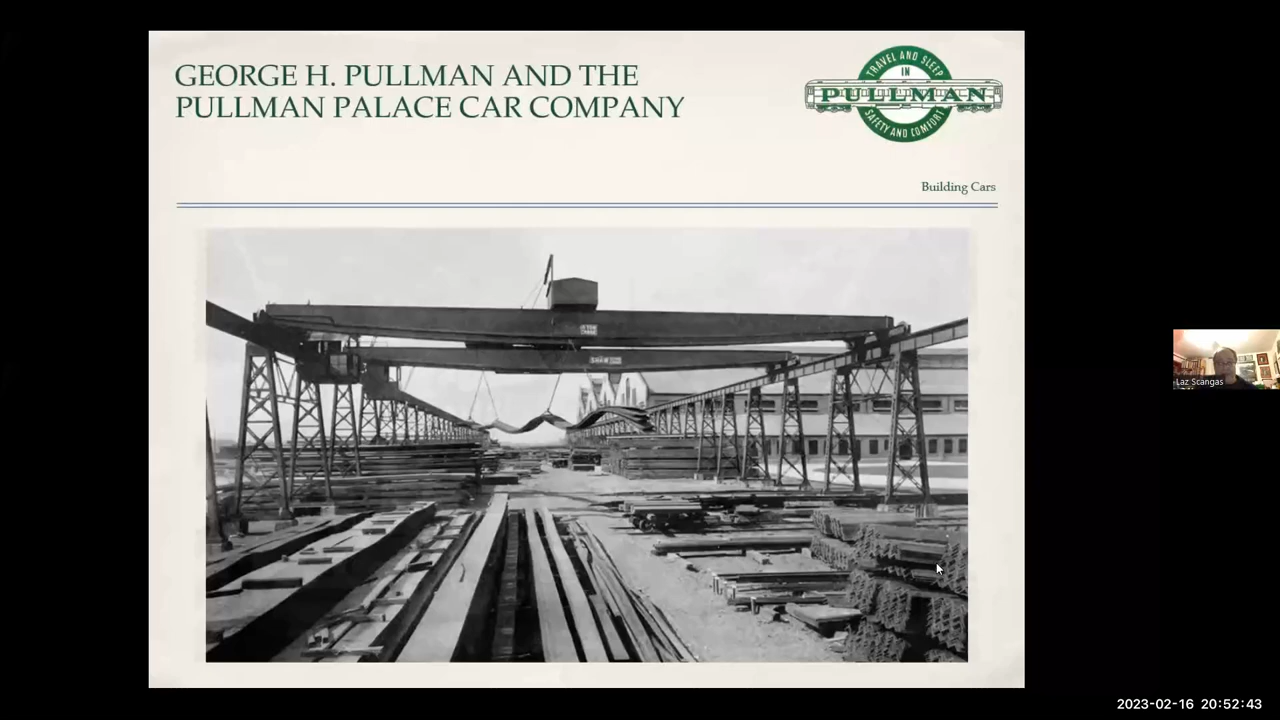 GEORGE H. PULLMAN AND THE
PULLMAN PALACE CAR COMPANY
TRAVEL AND SLEEP
IN
PULLMAN
SAFETY AND COMFORT
Building Cars
Laz Scangas
2023-02-16 20:52:43